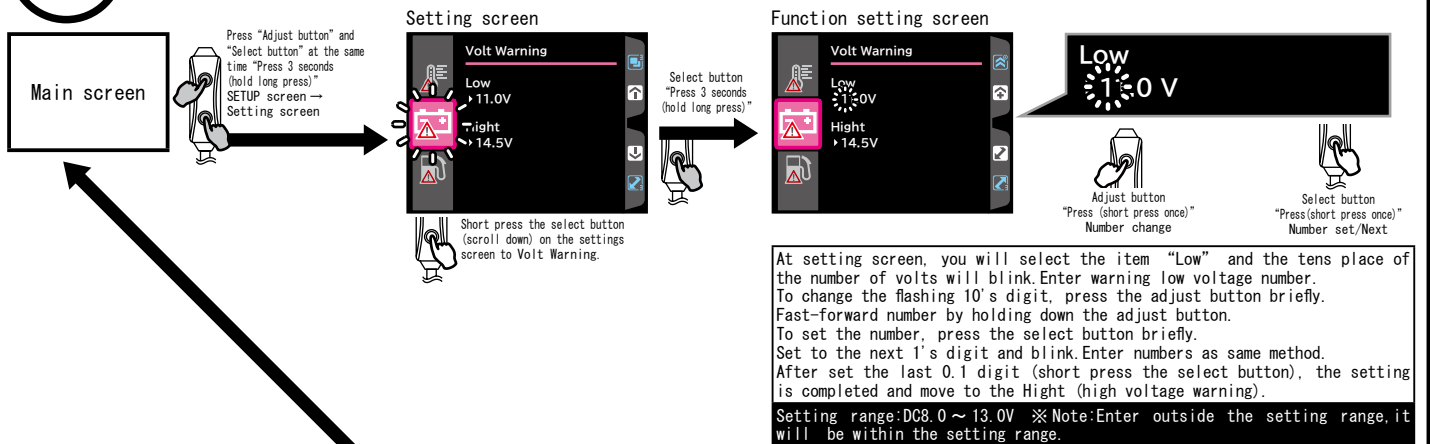 Main screen
Press “Adjust button” and
“Select button” at the same
time “Press 3 seconds
(hold long press)”
SETUP screen→
Setting screen
Setting screen
Volt Warning
Low
11.0V
Hight
14.5V
Short press the select button
(scroll down) on the settings
screen to Volt Warning.
Select button
“Press 3 seconds
(hold long press)”
Function setting screen
Volt Warning
Low
11.0V
Hight
14.5V
Low
11.0 V
Adjust button
“Press (short press once)”
Number change
Select button
“Press(short press once)”
Number set/Next
At setting screen, you will select the item “Low” and the tens place of
the number of volts will blink.Enter warning low voltage number.
To change the flashing 10's digit, press the adjust button briefly.
Fast-forward number by holding down the adjust button.
To set the number, press the select button briefly.
Set to the next 1's digit and blink.Enter numbers as same method.
After set the last 0.1 digit (short press the select button), the setting
is completed and move to the Hight (high voltage warning).
Setting range:DC8.0～13.0V ※Note:Enter outside the setting range,it
will be within the setting range.